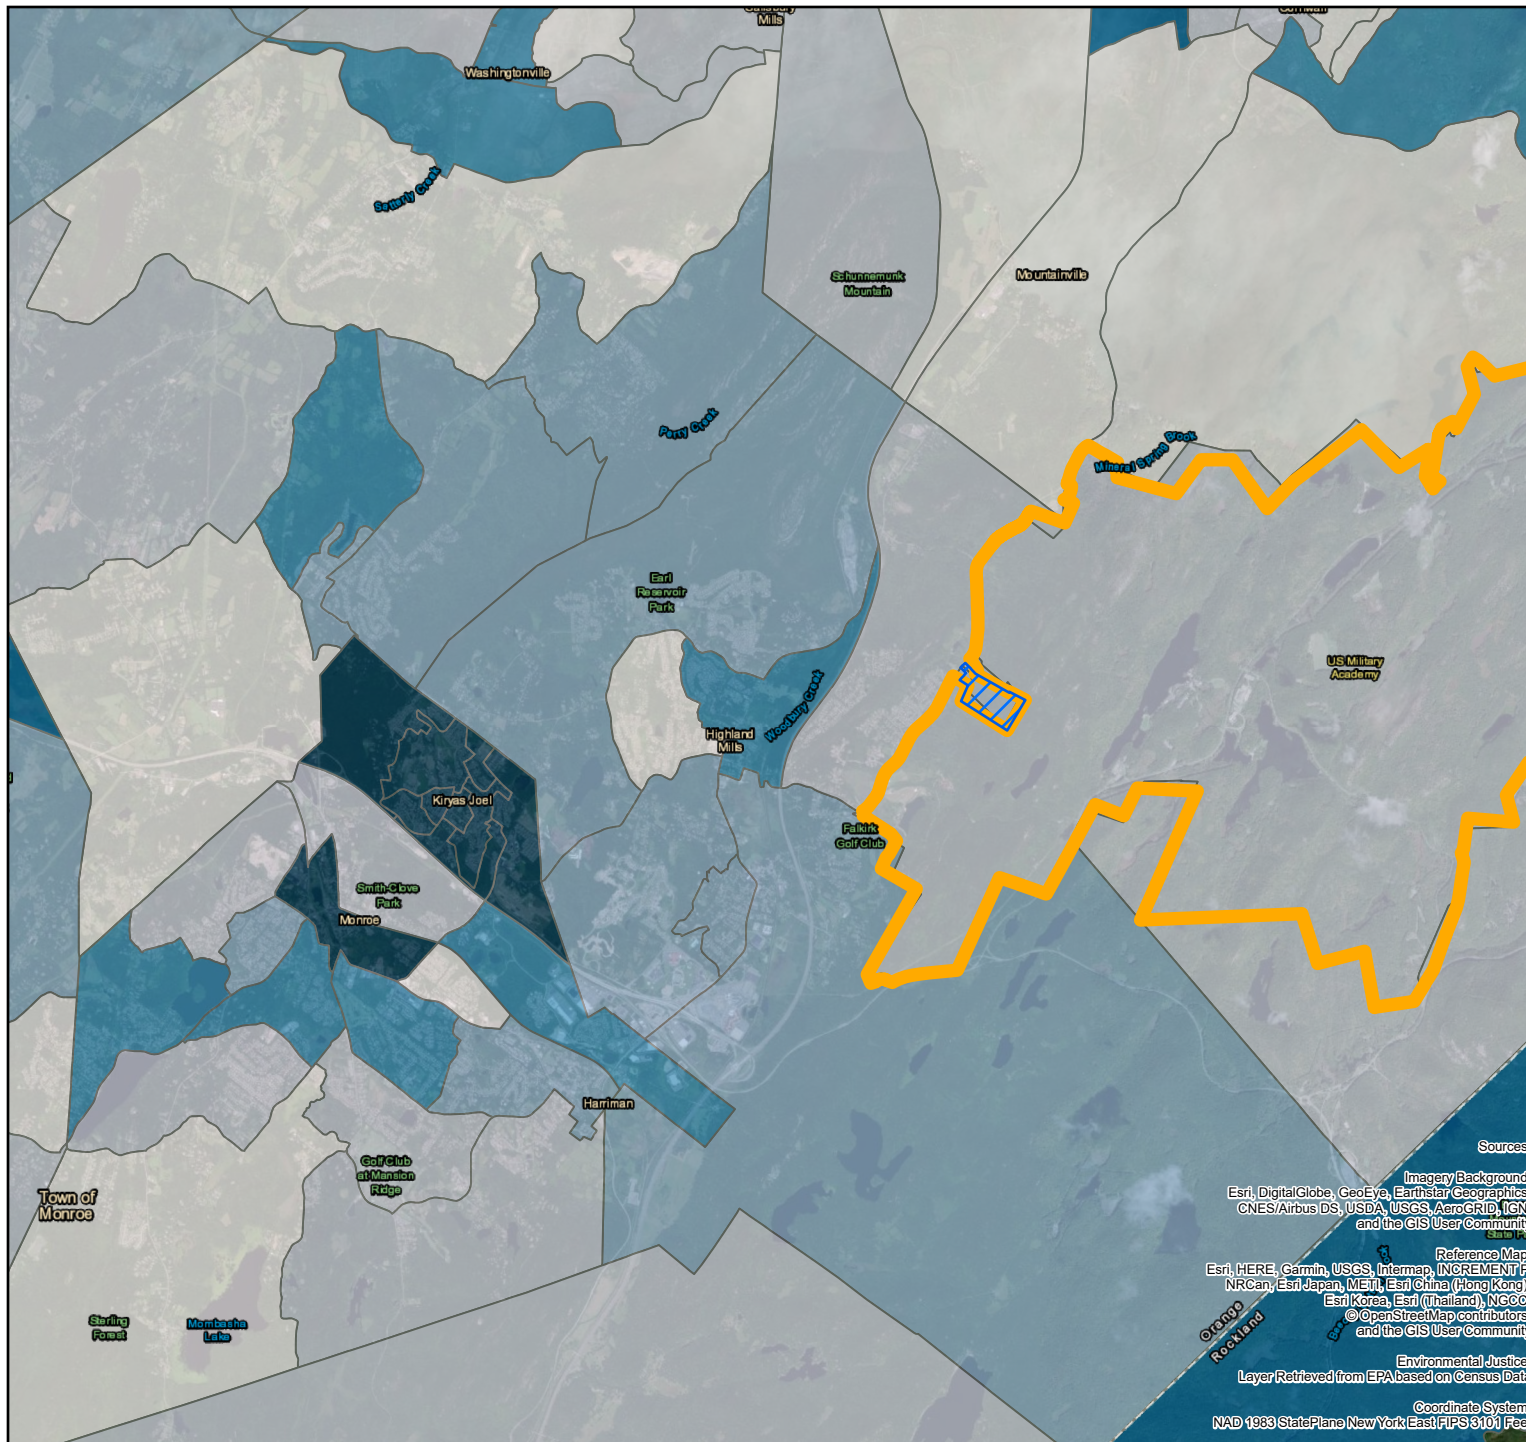 Mills
Washingtonville
Satterly Creek
Schunnemunk
Mountain
Mountainville
Perry Creek
Mineral Spring Brook
Earl
Reservoir
Park
US Military
Academy
Woodbury Creek
Highland
Mills
Kiryas Joel
Falkirk
Golf Club
Smith-Clove
Park
Monroe
Harriman
Golf Club
at Mansion
Ridge
Town of
Monroe
Sterling
Forest
Mombasha
Lake
Orange
Rockland
Sources
Imagery Background
Esri, DigitalGlobe, GeoEye, Earthstar Geographics
CNES/Airbus DS, USDA, USGS, AeroGRID, IGN
and the GIS User Communit
State P
Reference Map
Esri, HERE, Garmin, USGS, Intermap, INCREMENT P
NRCan, Esri Japan, METI, Esri China (Hong Kong)
Esri Korea, Esri (Thailand), NGCC
© OpenStreetMap contributors
and the GIS User Communit
Environmental Justice
Layer Retrieved from EPA based on Census Data
Coordinate System
NAD 1983 StatePlane New York East FIPS 3101 Fee